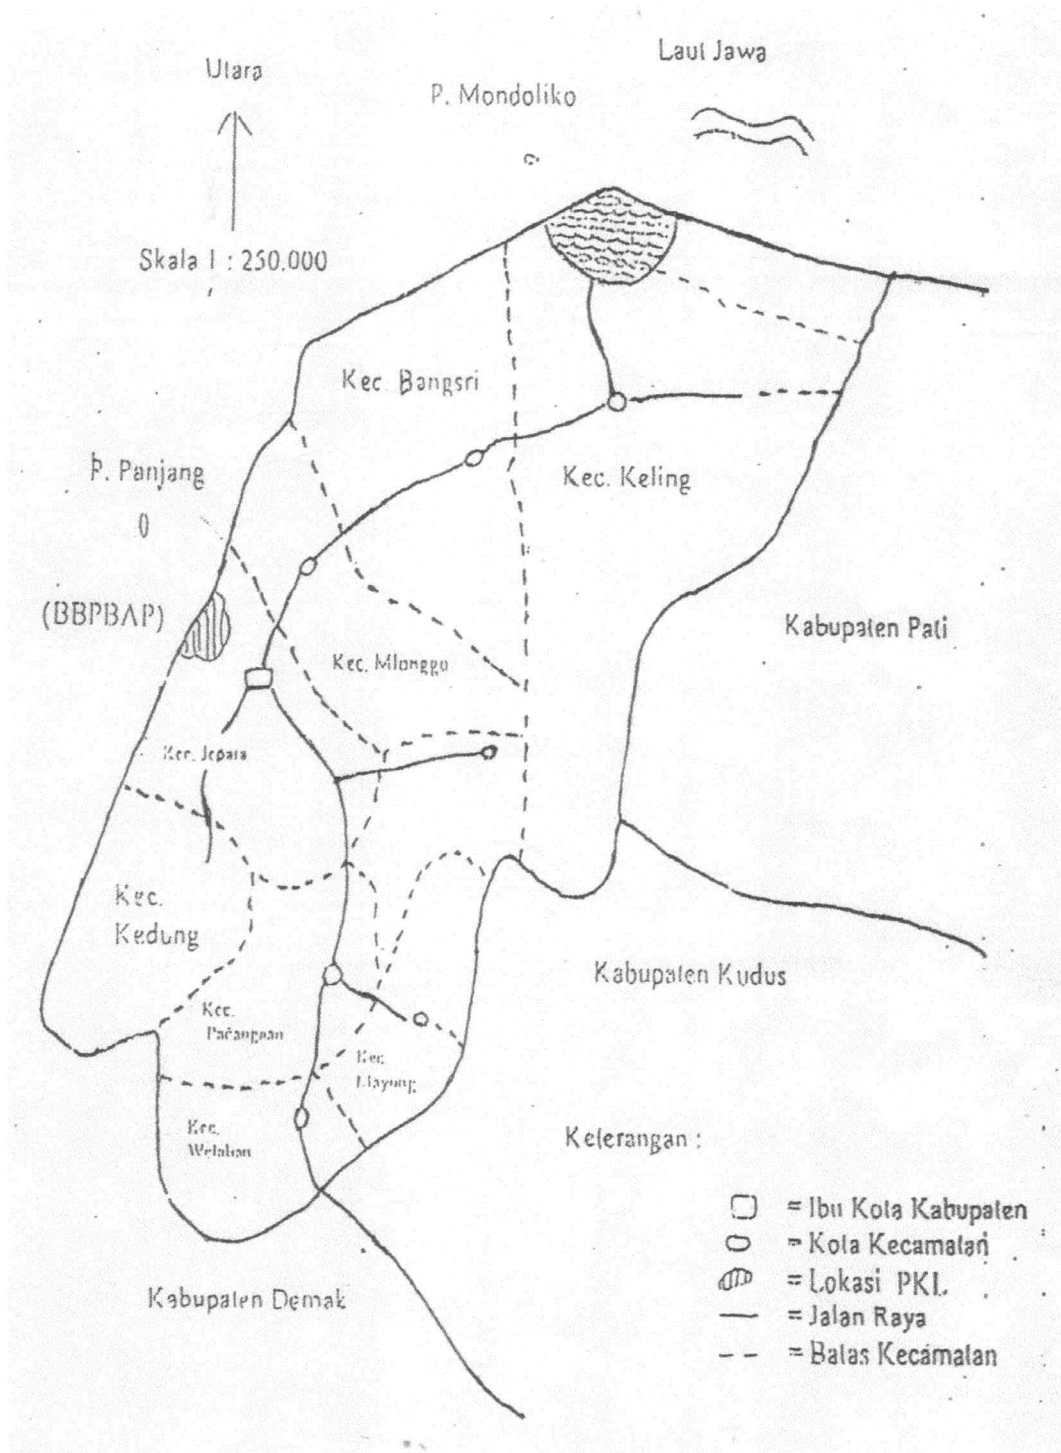 Utara
Laut Jawa
P. Mondoliko
Skala 1 : 250.000
Kec. Bangsri
P. Panjang
Kec. Keling
(BBPBAP)
Kabupaten Pati
Kec. Mlonggo
Kec. Jepara
Kec.
Kedung
Kabupaten Kudus
Kec.
Pecangaan
Kec.
Mayong
Kec.
Welahan
Keterangan :
= Ibu Kota Kabupaten
= Kota Kecamatan
= Lokasi PKL
= Jalan Raya
= Batas Kecamatan
Kabupaten Demak